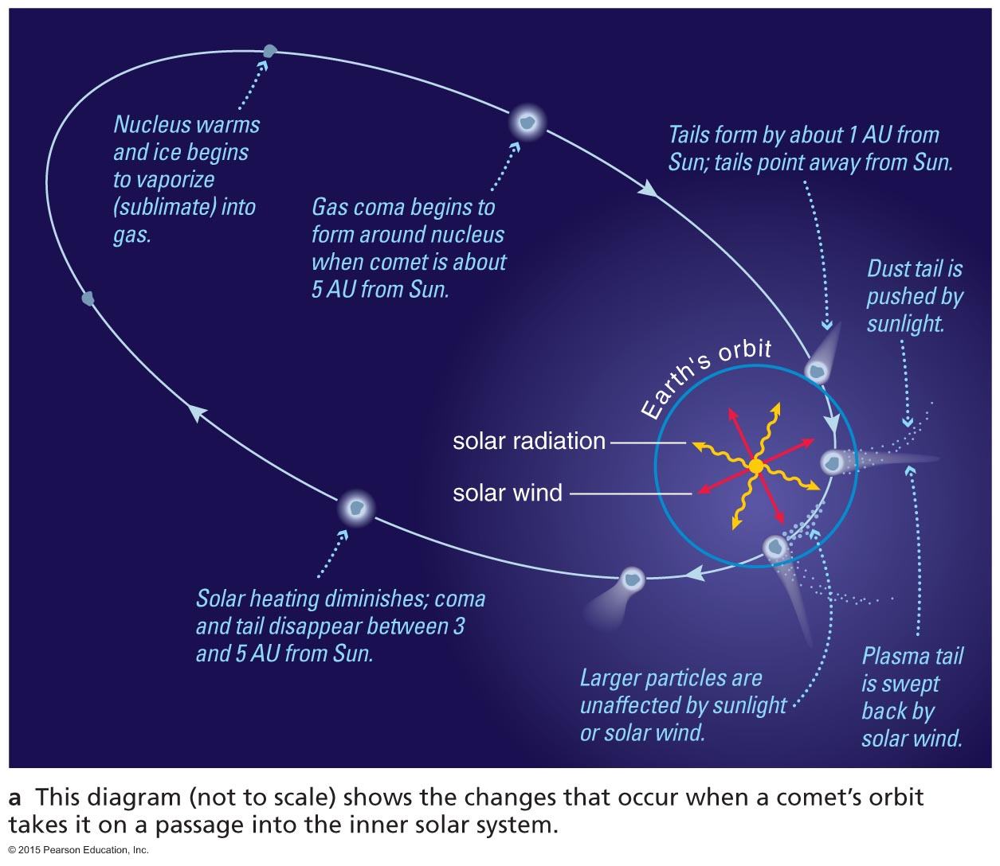 Nucleus warms
and ice begins
to vaporize
(sublimate) into
gas.
Gas coma begins to
form around nucleus
when comet is about
5 AU from Sun.
Tails form by about 1 AU from
Sun; tails point away from Sun.
Dust tail is
pushed by
sunlight.
Earth's orbit
solar radiation
solar wind
Solar heating diminishes; coma
and tail disappear between 3
and 5 AU from Sun.
Larger particles are
unaffected by sunlight
or solar wind.
Plasma tail
is swept
back by
solar wind.
a This diagram (not to scale) shows the changes that occur when a comet’s orbit
takes it on a passage into the inner solar system.
© 2015 Pearson Education, Inc.